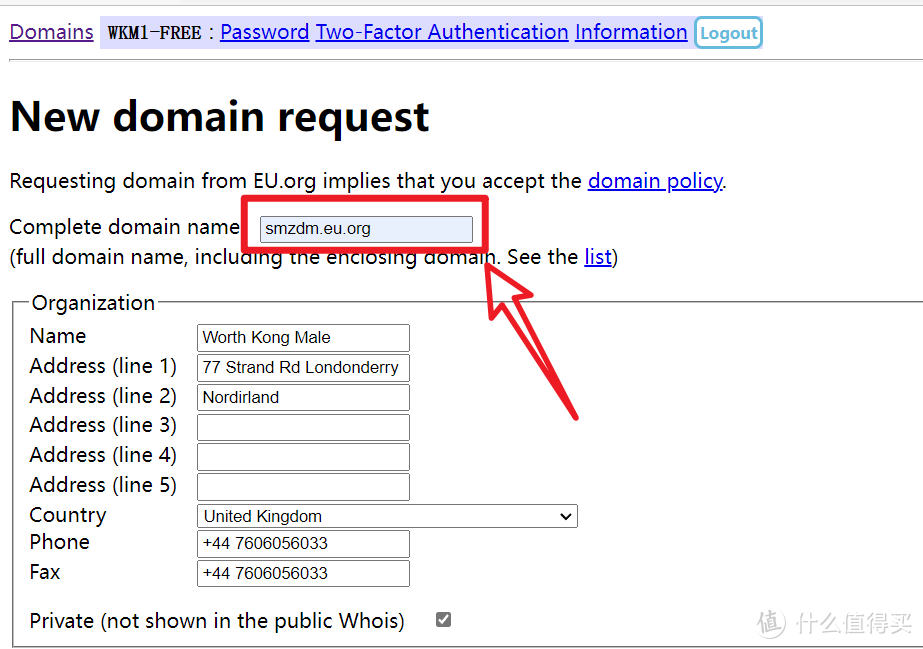 Domains WKM1-FREE : Password Two-Factor Authentication Information Logout
New domain request
Requesting domain from EU.org implies that you accept the domain policy.
Complete domain name smzdm.eu.org
(full domain name, including the enclosing domain. See the list)
Organization
Name Worth Kong Male
Address (line 1) 77 Strand Rd Londonderry
Address (line 2) Nordirland
Address (line 3)
Address (line 4)
Address (line 5)
Country United Kingdom
Phone +44 7606056033
Fax +44 7606056033
Private (not shown in the public Whois)
值 什么值得买